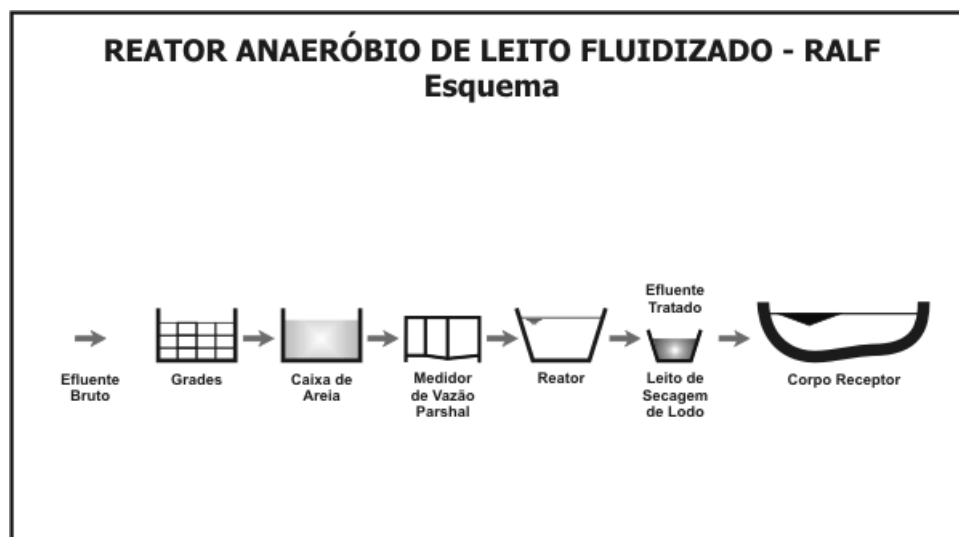 REATOR ANAERÓBIO DE LEITO FLUIDIZADO - RALF
Esquema
Efluente
Bruto
Grades
Caixa de
Areia
Medidor
de Vazão
Parshal
Reator
Efluente
Tratado
Leito de
Secagem
de Lodo
Corpo Receptor